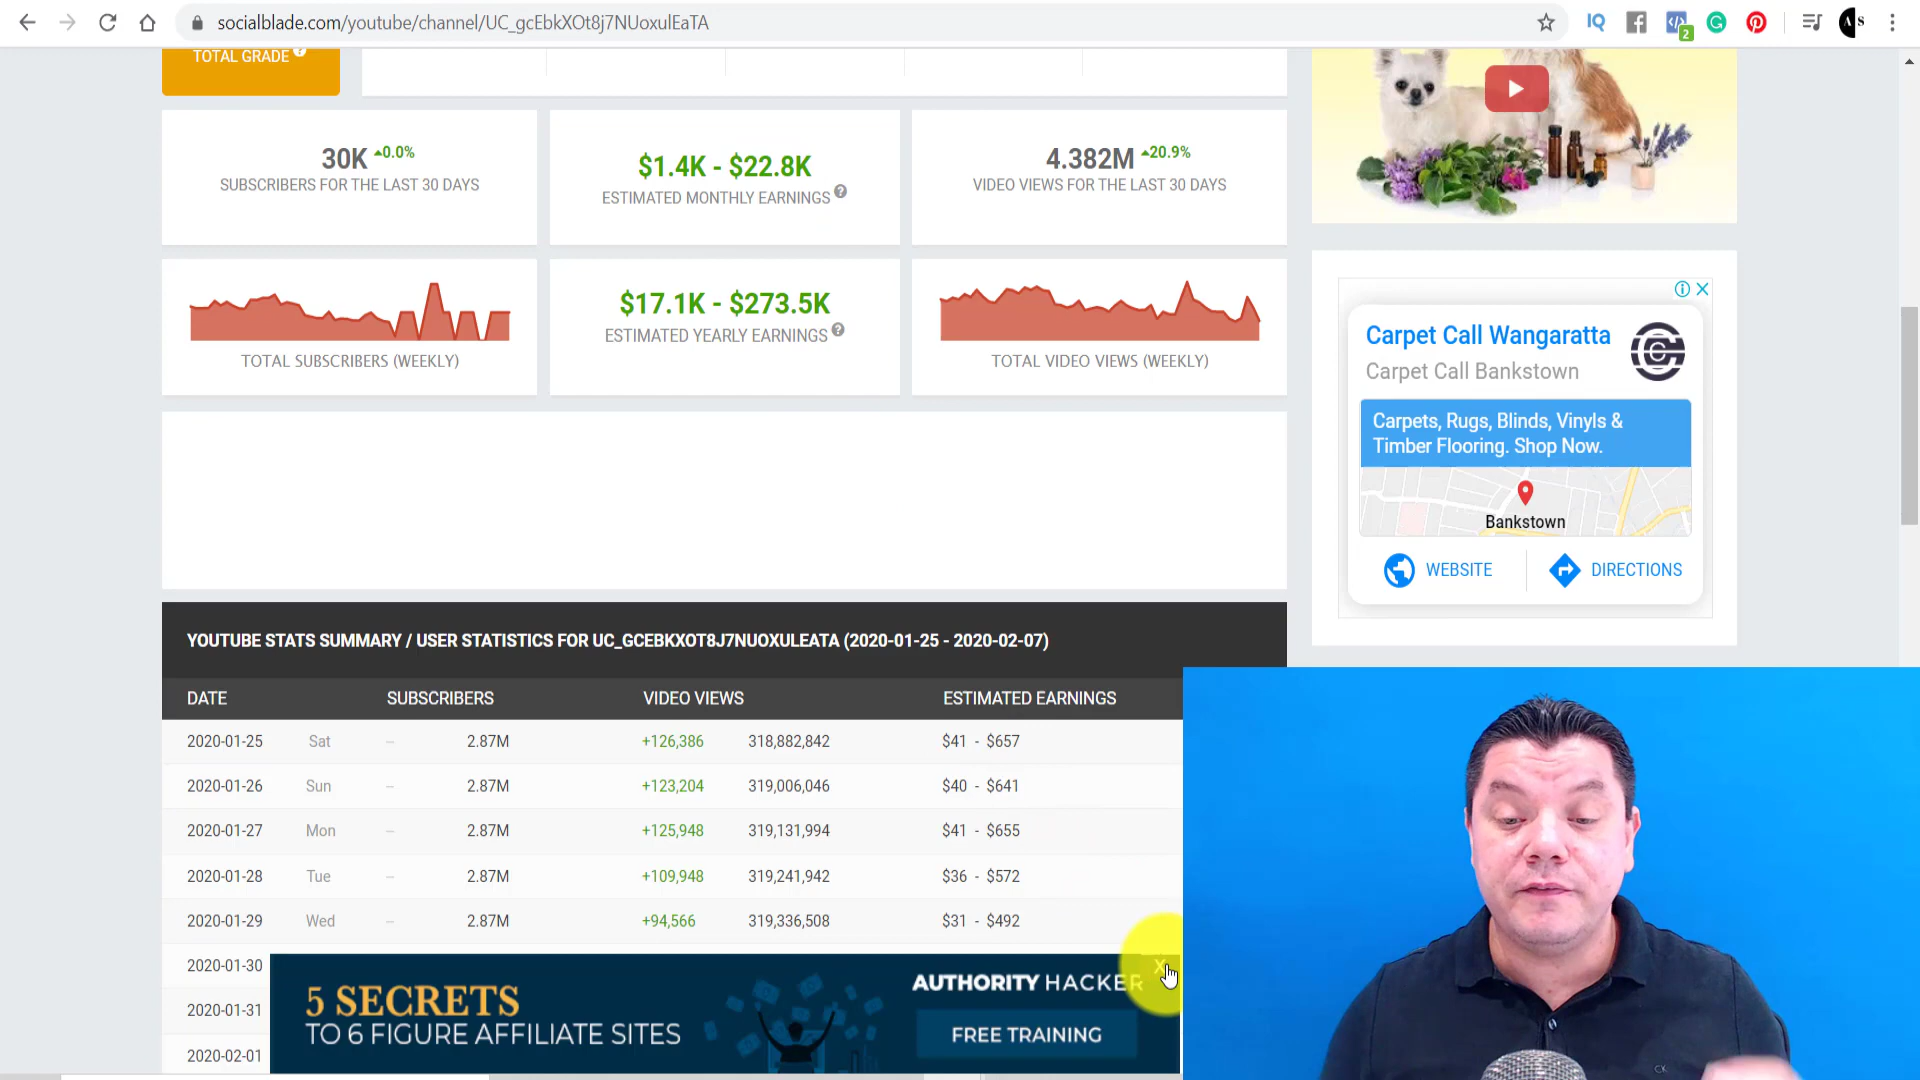 socialblade.com/youtube/channel/UC_gcEbkXOt8j7NUoxulEaTA
2
TOTAL GRADE
30K 0.0%
SUBSCRIBERS FOR THE LAST 30 DAYS
$1.4K - $22.8K
ESTIMATED MONTHLY EARNINGS
4.382M 20.9%
VIDEO VIEWS FOR THE LAST 30 DAYS
TOTAL SUBSCRIBERS (WEEKLY)
$17.1K - $273.5K
ESTIMATED YEARLY EARNINGS
TOTAL VIDEO VIEWS (WEEKLY)
Carpet Call Wangaratta
Carpet Call Bankstown
Carpets, Rugs, Blinds, Vinyls &
Timber Flooring. Shop Now.
Bankstown
WEBSITE
DIRECTIONS
YOUTUBE STATS SUMMARY / USER STATISTICS FOR UC_GCEBKXOT8J7NUOXULEATA (2020-01-25 - 2020-02-07)
DATE SUBSCRIBERS VIDEO VIEWS ESTIMATED EARNINGS
2020-01-25 Sat -- 2.87M +126,386 318,882,842 $41 - $657
2020-01-26 Sun -- 2.87M +123,204 319,006,046 $40 - $641
2020-01-27 Mon -- 2.87M +125,948 319,131,994 $41 - $655
2020-01-28 Tue -- 2.87M +109,948 319,241,942 $36 - $572
2020-01-29 Wed -- 2.87M +94,566 319,336,508 $31 - $492
2020-01-30
2020-01-31
2020-02-01
5 SECRETS
TO 6 FIGURE AFFILIATE SITES
AUTHORITY HACKER
FREE TRAINING
X